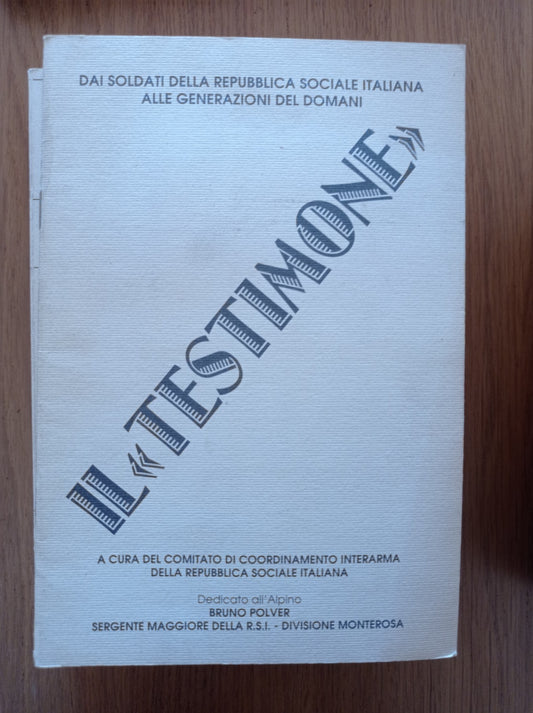 DAI SOLDATI DELLA REPUBBLICA SOCIALE ITALIANA
ALLE GENERAZIONI DEL DOMANI
IL «TESTIMONE»
A CURA DEL COMITATO DI COORDINAMENTO INTERARMA
DELLA REPUBBLICA SOCIALE ITALIANA
Dedicato all'Alpino
BRUNO POLVER
SERGENTE MAGGIORE DELLA R.S.I. - DIVISIONE MONTEROSA